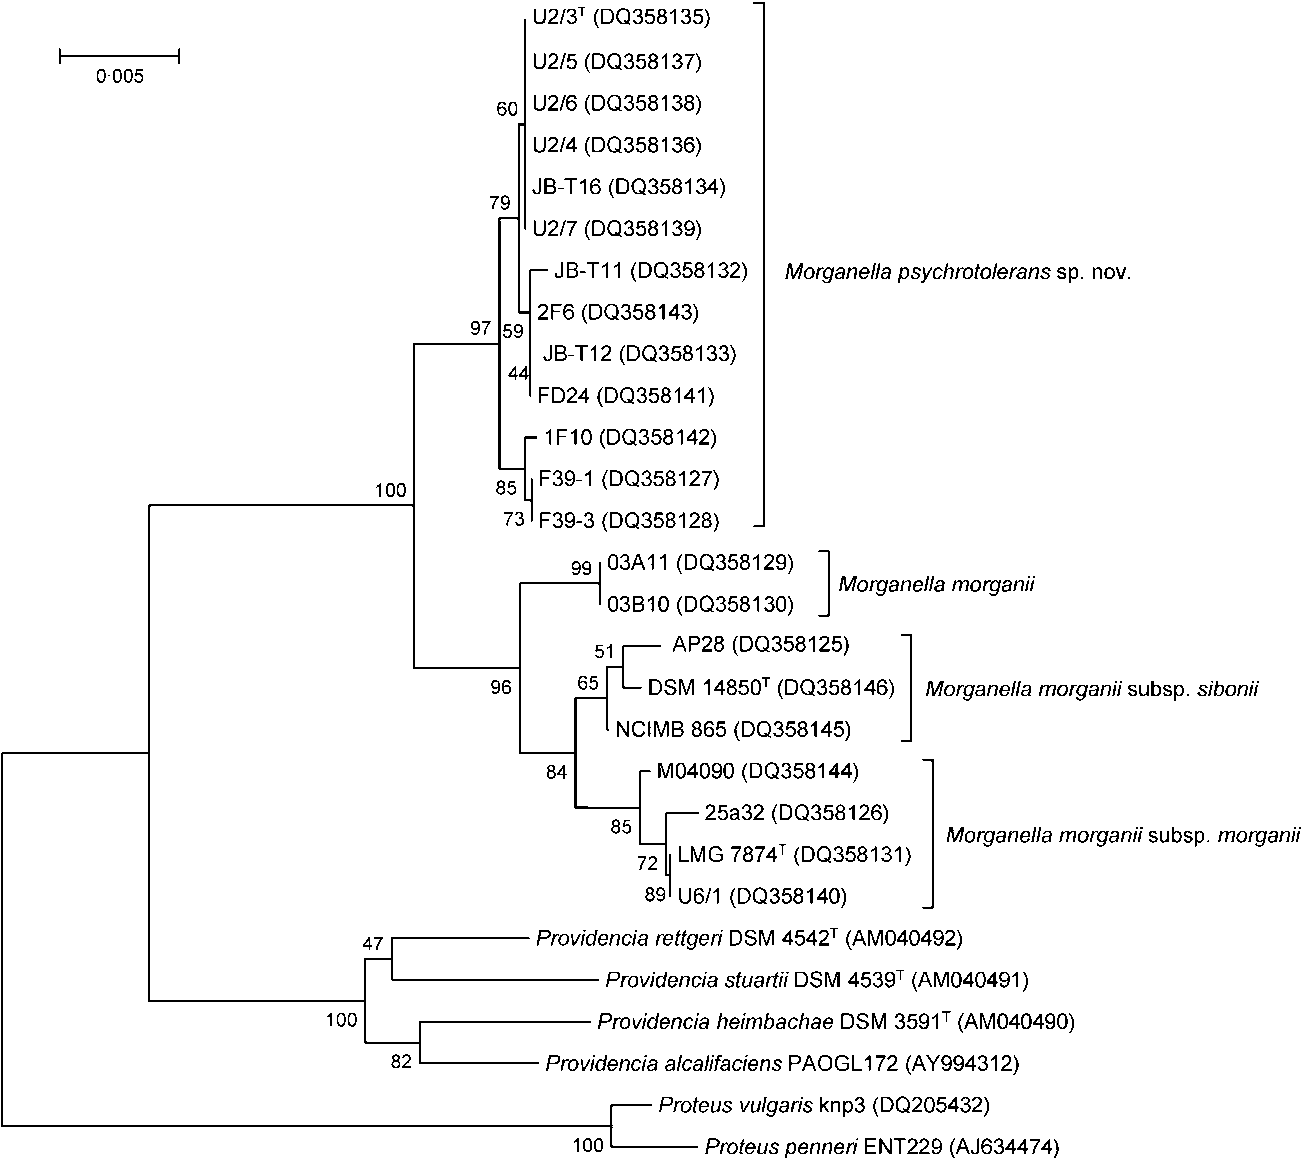 U2/3ᵀ (DQ358135)
0·005
U2/5 (DQ358137)
60
U2/6 (DQ358138)
U2/4 (DQ358136)
JB-T16 (DQ358134)
79
U2/7 (DQ358139)
JB-T11 (DQ358132)
Morganella psychrotolerans sp. nov.
2F6 (DQ358143)
97
59
JB-T12 (DQ358133)
44
FD24 (DQ358141)
1F10 (DQ358142)
F39-1 (DQ358127)
85
100
F39-3 (DQ358128)
73
03A11 (DQ358129)
99
Morganella morganii
03B10 (DQ358130)
AP28 (DQ358125)
51
65
96
DSM 14850ᵀ (DQ358146)
Morganella morganii subsp. sibonii
NCIMB 865 (DQ358145)
84
M04090 (DQ358144)
25a32 (DQ358126)
85
Morganella morganii subsp. morganii
LMG 7874ᵀ (DQ358131)
72
89
U6/1 (DQ358140)
47
Providencia rettgeri DSM 4542ᵀ (AM040492)
Providencia stuartii DSM 4539ᵀ (AM040491)
100
Providencia heimbachae DSM 3591ᵀ (AM040490)
82
Providencia alcalifaciens PAOGL172 (AY994312)
Proteus vulgaris knp3 (DQ205432)
100
Proteus penneri ENT229 (AJ634474)